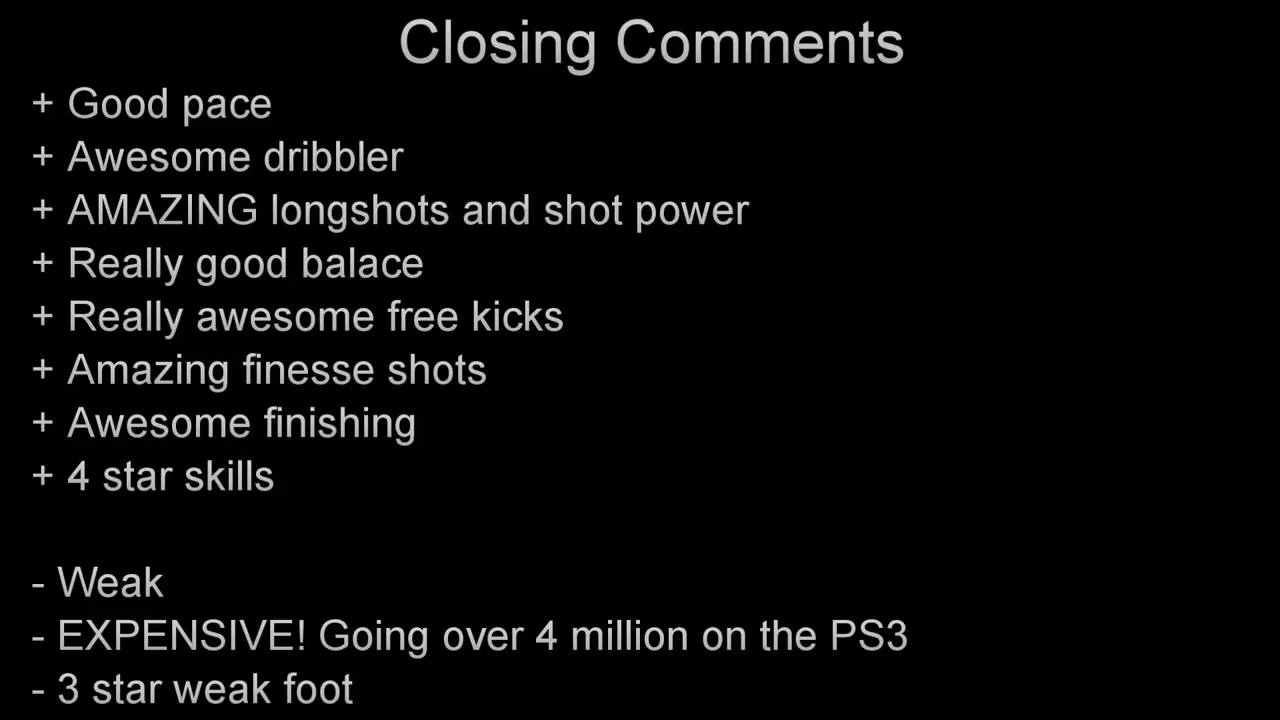 Closing Comments
+ Good pace
+ Awesome dribbler
+ AMAZING longshots and shot power
+ Really good balace
+ Really awesome free kicks
+ Amazing finesse shots
+ Awesome finishing
+ 4 star skills
- Weak
- EXPENSIVE! Going over 4 million on the PS3
- 3 star weak foot